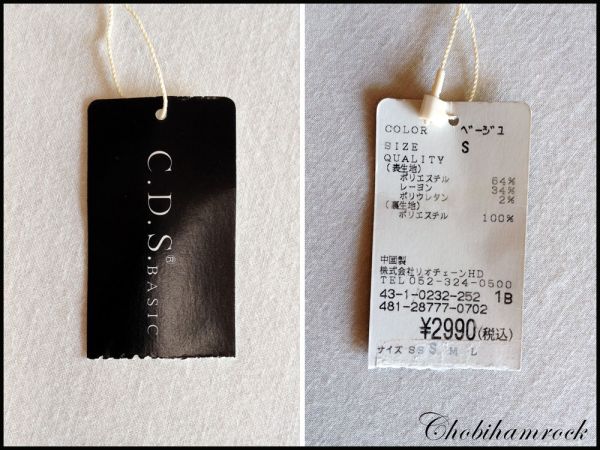 C.D.S.® BASIC
COLOR ベージュ
SIZE S
QUALITY
(表生地)
ポリエステル 64%
レーヨン 34%
ポリウレタン 2%
(裏生地)
ポリエステル 100%
中国製
株式会社リオチェーンHD
TEL052-324-0500
43-1-0232-252 1B
481-28777-0702
¥2990(税込)
サイズ SS S M L
Chobihamrock